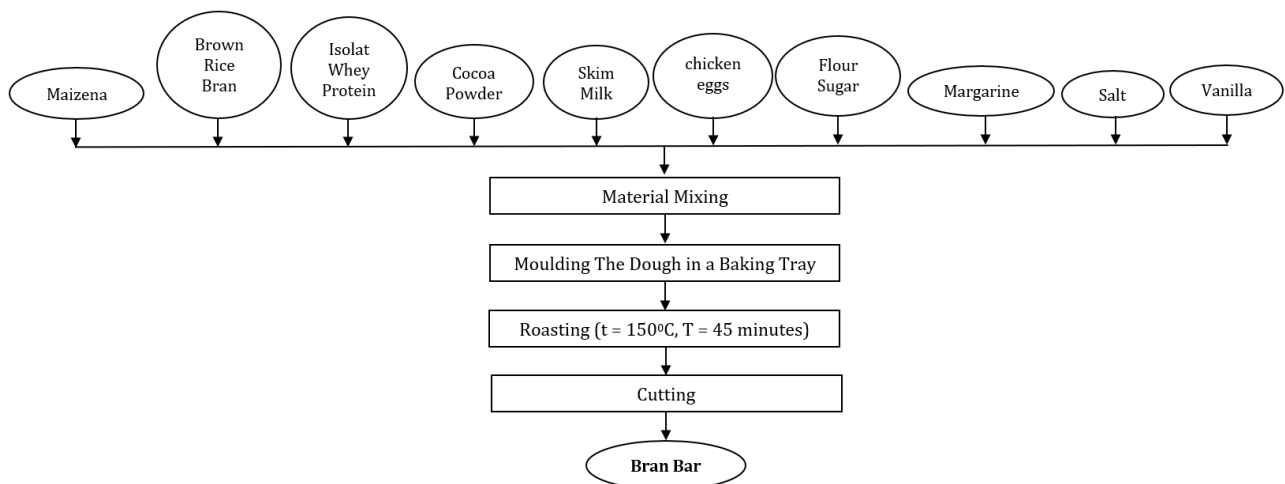 Maizena
Brown
Rice
Bran
Isolat
Whey
Protein
Cocoa
Powder
Skim
Milk
chicken
eggs
Flour
Sugar
Margarine
Salt
Vanilla
Material Mixing
Moulding The Dough in a Baking Tray
Roasting (t = 150⁰C, T = 45 minutes)
Cutting
Bran Bar